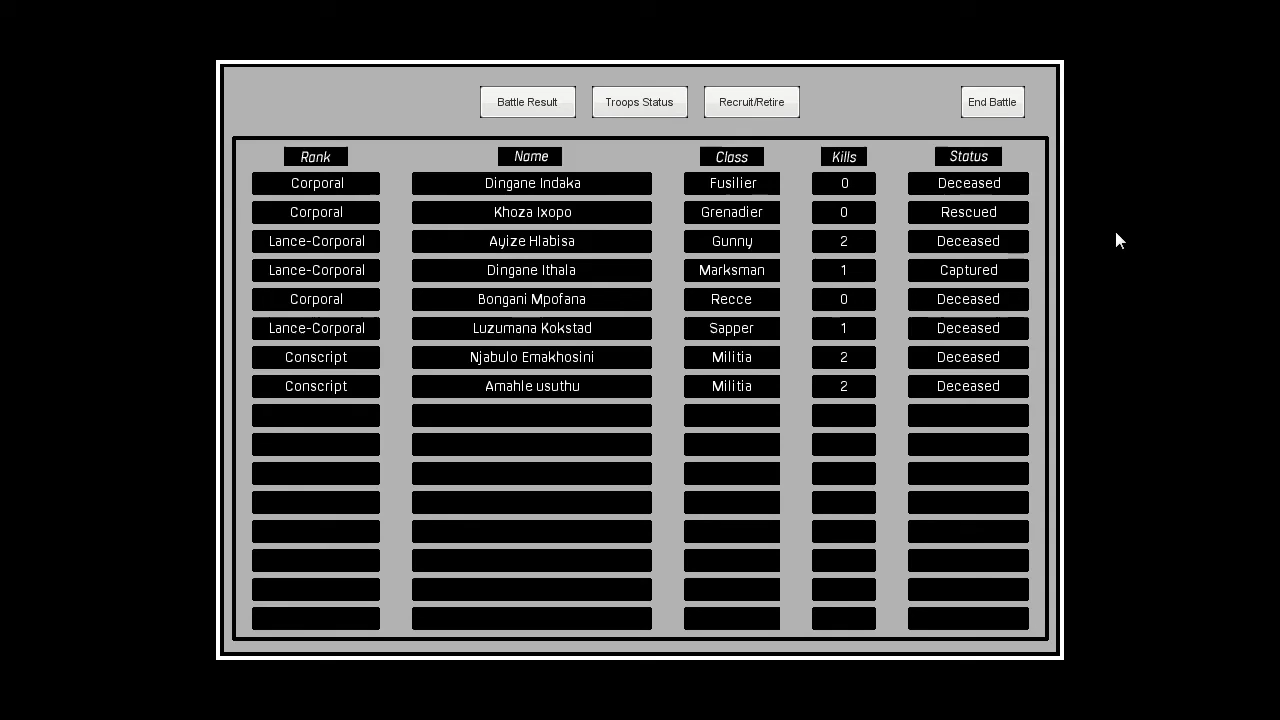 Battle Result Troops Status Recruit/Retire End Battle
Rank Name Class Kills Status
Corporal Dingane Indaka Fusilier 0 Deceased
Corporal Khoza Ixopo Grenadier 0 Rescued
Lance-Corporal Ayize Hlabisa Gunny 2 Deceased
Lance-Corporal Dingane Ithala Marksman 1 Captured
Corporal Bongani Mpofana Recce 0 Deceased
Lance-Corporal Luzumana Kokstad Sapper 1 Deceased
Conscript Njabulo Emakhosini Militia 2 Deceased
Conscript Amahle usuthu Militia 2 Deceased